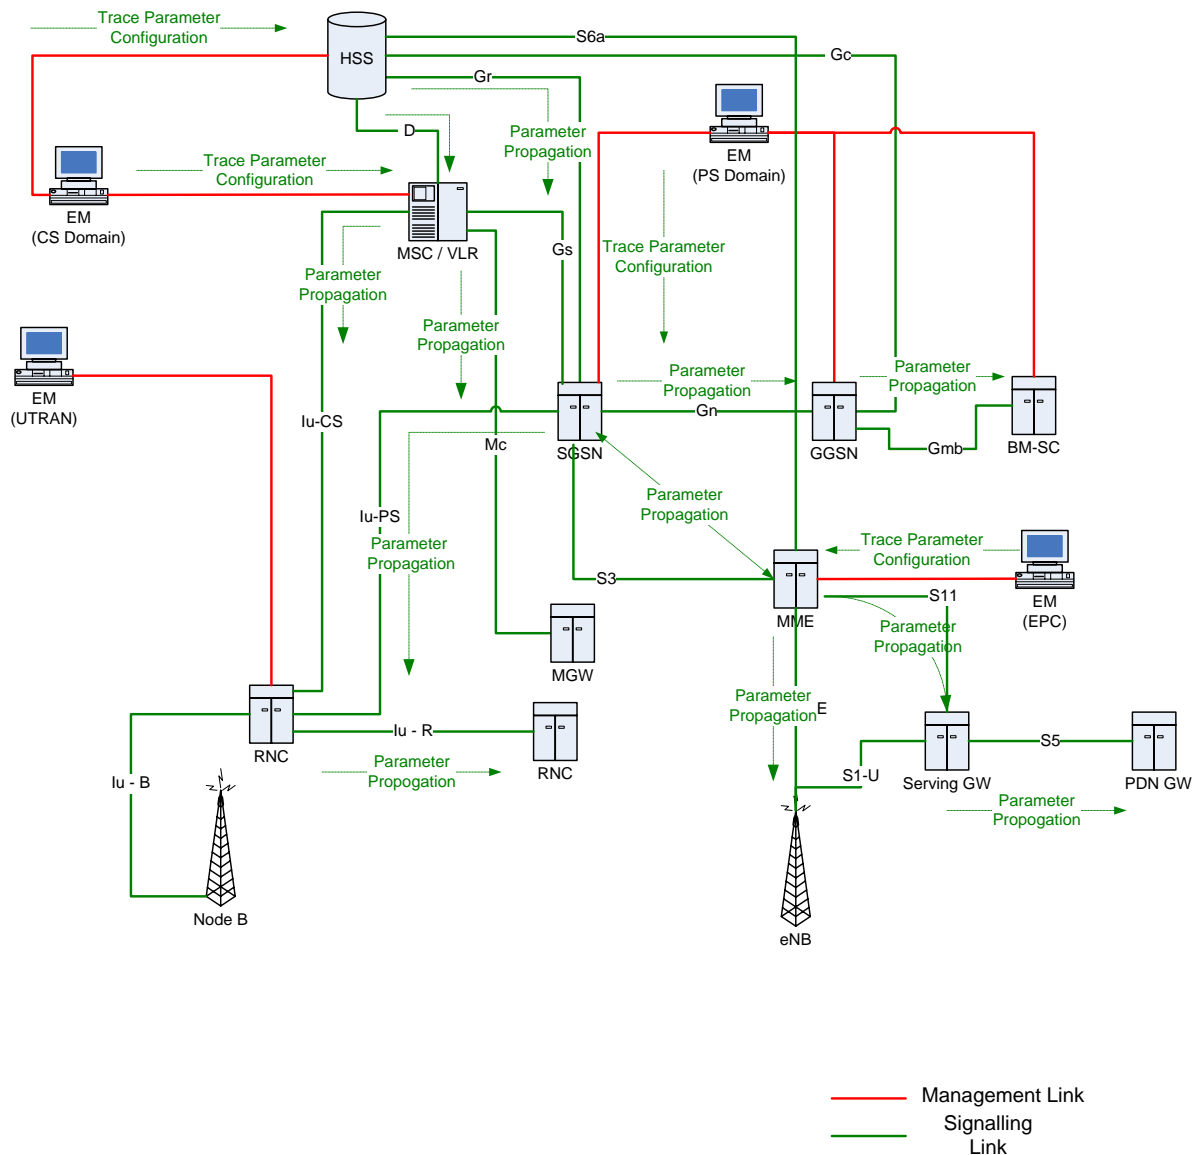 Trace Parameter
Configuration
HSS
S6a
Gc
Gr
D
Parameter
Propagation
EM
(PS Domain)
Trace Parameter
Configuration
EM
(CS Domain)
MSC / VLR
Gs
Trace Parameter
Configuration
Parameter
Propagation
Parameter
Propagation
EM
(UTRAN)
Iu-CS
Mc
Parameter
Propagation
Gn
Parameter
Propagation
SGSN
GGSN
Gmb
BM-SC
Iu-PS
Parameter
Propagation
Parameter
Propagation
Trace Parameter
Configuration
S3
MME
S11
EM
(EPC)
Parameter
Propagation
MGW
Parameter
Propagation
E
RNC
Iu - R
RNC
Parameter
Propogation
Iu - B
S1-U
Serving GW
S5
PDN GW
Parameter
Propogation
Node B
eNB
Management Link
Signalling
Link